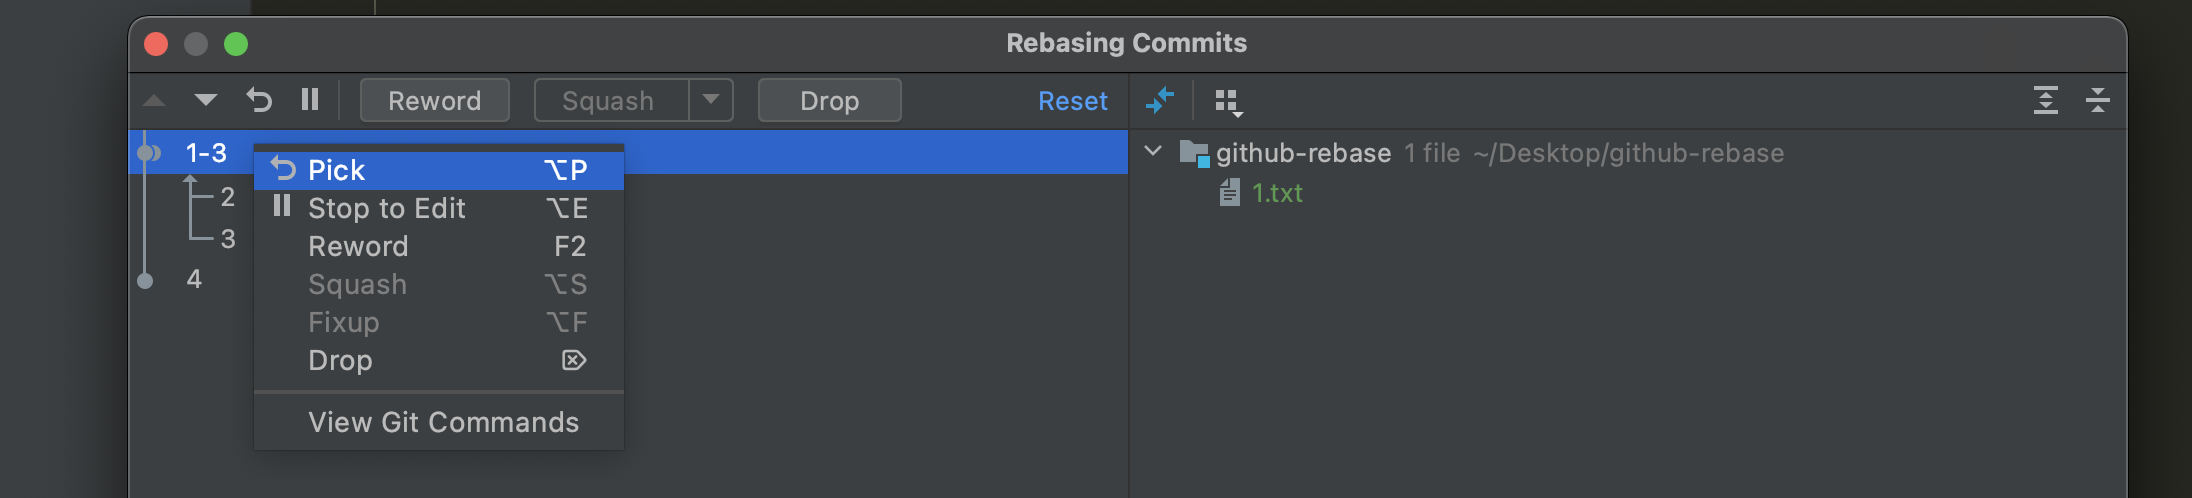 Rebasing Commits
Reword Squash Drop Reset
1-3
2
3
4
Pick ⌥P
Stop to Edit ⌥E
Reword F2
Squash ⌥S
Fixup ⌥F
Drop ⌦
View Git Commands
github-rebase 1 file ~/Desktop/github-rebase
1.txt